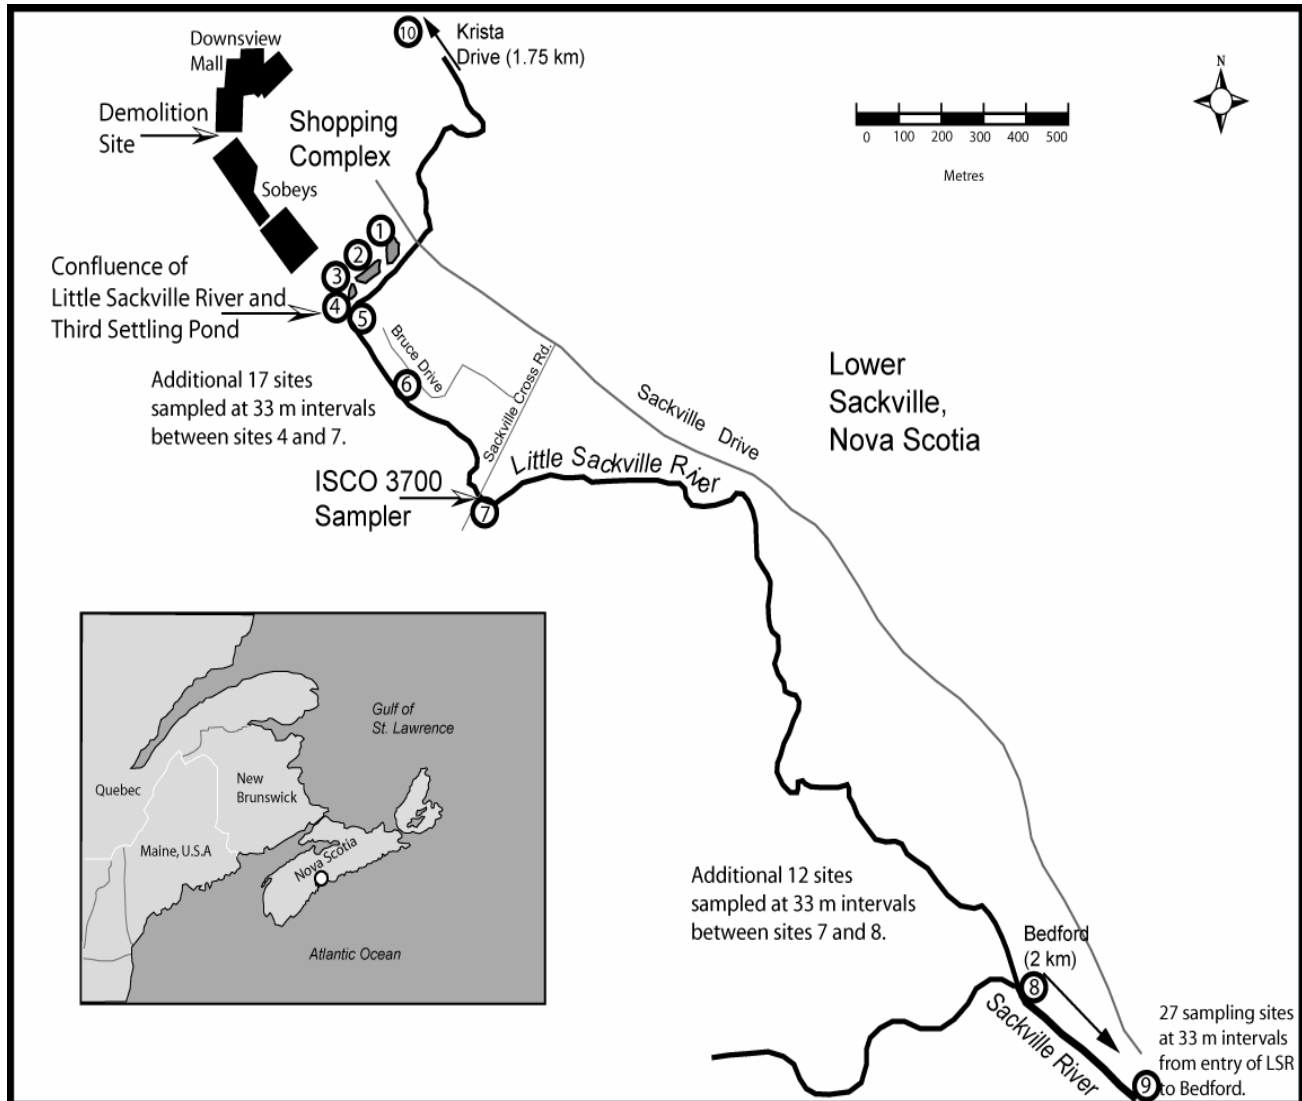 10
Krista
Drive (1.75 km)
Downsview
Mall
N
Demolition
Site
Shopping
Complex
0 100 200 300 400 500
Metres
Sobeys
1
2
3
4
5
Confluence of
Little Sackville River and
Third Settling Pond
Bruce Drive
6
Sackville Cross Rd.
Sackville Drive
Lower
Sackville,
Nova Scotia
Additional 17 sites
sampled at 33 m intervals
between sites 4 and 7.
Little Sackville River
ISCO 3700
Sampler
7
Gulf of
St. Lawrence
Quebec
New
Brunswick
Maine, U.S.A
Nova Scotia
Atlantic Ocean
Additional 12 sites
sampled at 33 m intervals
between sites 7 and 8.
Bedford
(2 km)
8
Sackville River
27 sampling sites
at 33 m intervals
from entry of LSR
to Bedford.
9